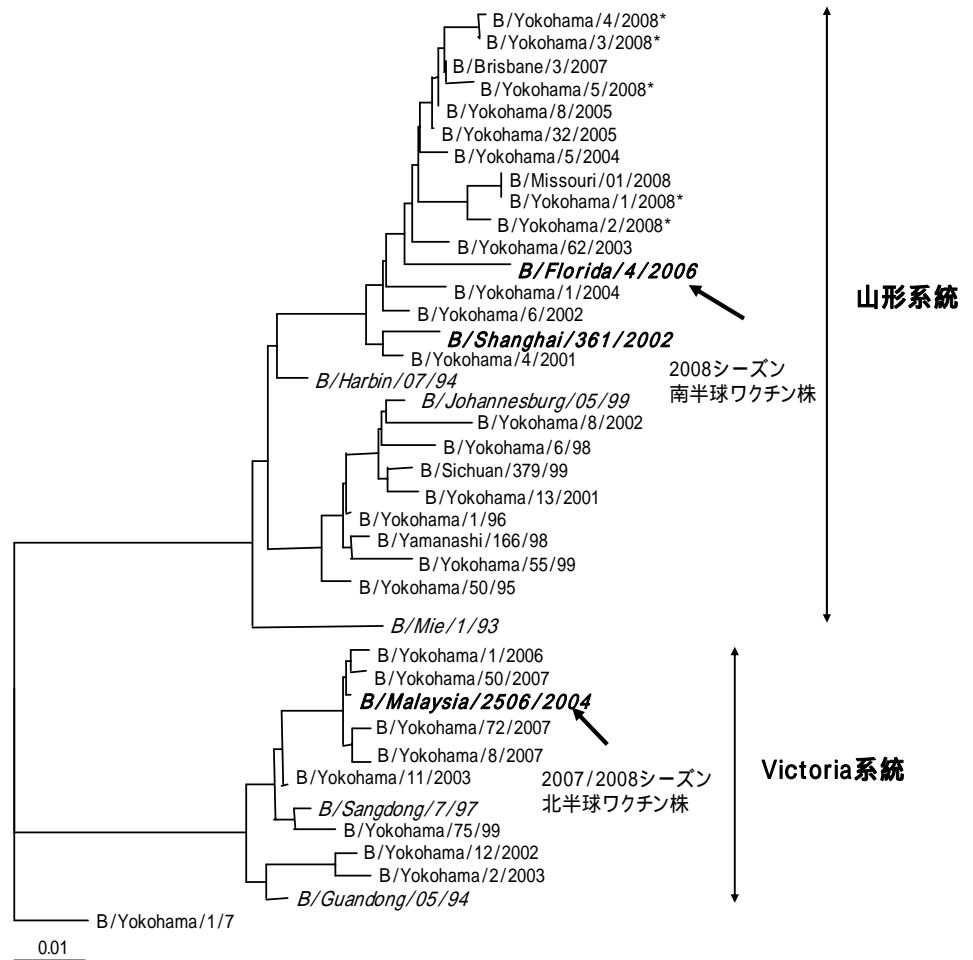 B/Yokohama/4/2008*
B/Yokohama/3/2008*
B/Brisbane/3/2007
B/Yokohama/5/2008*
B/Yokohama/8/2005
B/Yokohama/32/2005
B/Yokohama/5/2004
B/Missouri/01/2008
B/Yokohama/1/2008*
B/Yokohama/2/2008*
B/Yokohama/62/2003
B/Florida/4/2006
B/Yokohama/1/2004
B/Yokohama/6/2002
B/Shanghai/361/2002
B/Yokohama/4/2001
B/Harbin/07/94
B/Johannesburg/05/99
B/Yokohama/8/2002
B/Yokohama/6/98
B/Sichuan/379/99
B/Yokohama/13/2001
B/Yokohama/1/96
B/Yamanashi/166/98
B/Yokohama/55/99
B/Yokohama/50/95
B/Mie/1/93
山形系統
2008シーズン
南半球ワクチン株
B/Yokohama/1/2006
B/Yokohama/50/2007
B/Malaysia/2506/2004
B/Yokohama/72/2007
B/Yokohama/8/2007
B/Yokohama/11/2003
B/Sangdong/7/97
B/Yokohama/75/99
B/Yokohama/12/2002
B/Yokohama/2/2003
B/Guandong/05/94
2007/2008シーズン
北半球ワクチン株
Victoria系統
B/Yokohama/1/7
0.01